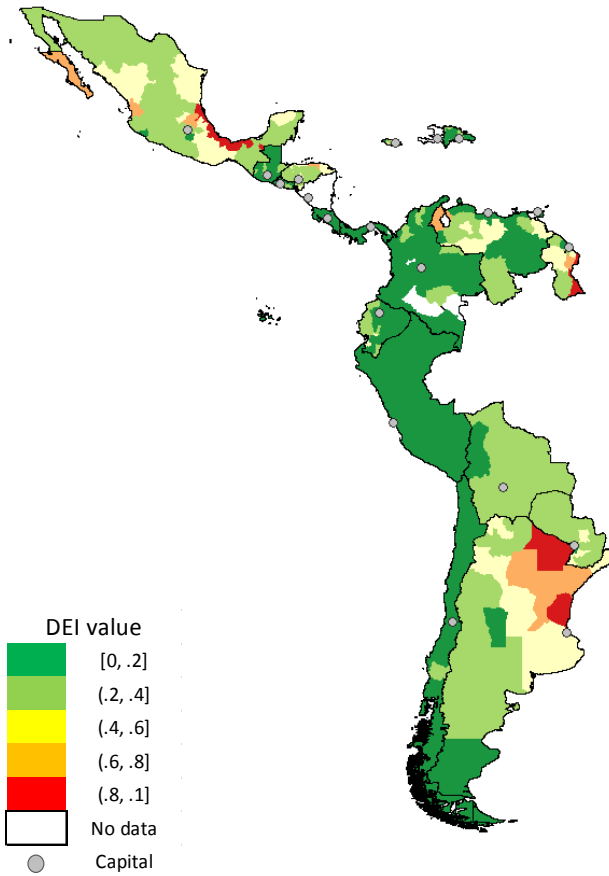 DEI value
[0, .2]
(.2, .4]
(.4, .6]
(.6, .8]
(.8, .1]
No data
Capital